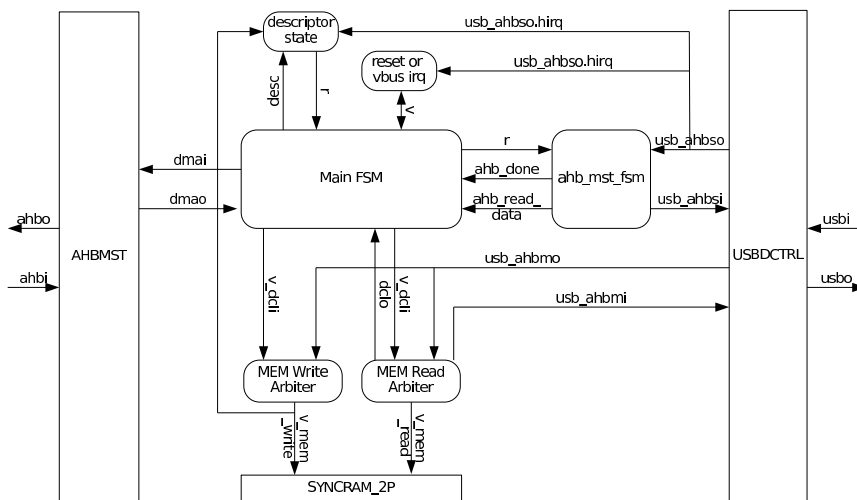 descriptor
state
usb_ahbso.hirq
reset or
vbus irq
usb_ahbso.hirq
desc
r
v
r
usb_ahbso
dmai
Main FSM
ahb_done
ahb_mst_fsm
dmao
ahb_read_
data
usb_ahbsi
ahbo
usbi
AHBMST
USBDCTRL
ahbi
usbo
v_dcli
dclo
v_dcli
usb_ahbmo
usb_ahbmi
MEM Write
Arbiter
MEM Read
Arbiter
v_mem
_write
v_mem
_read
SYNCRAM_2P